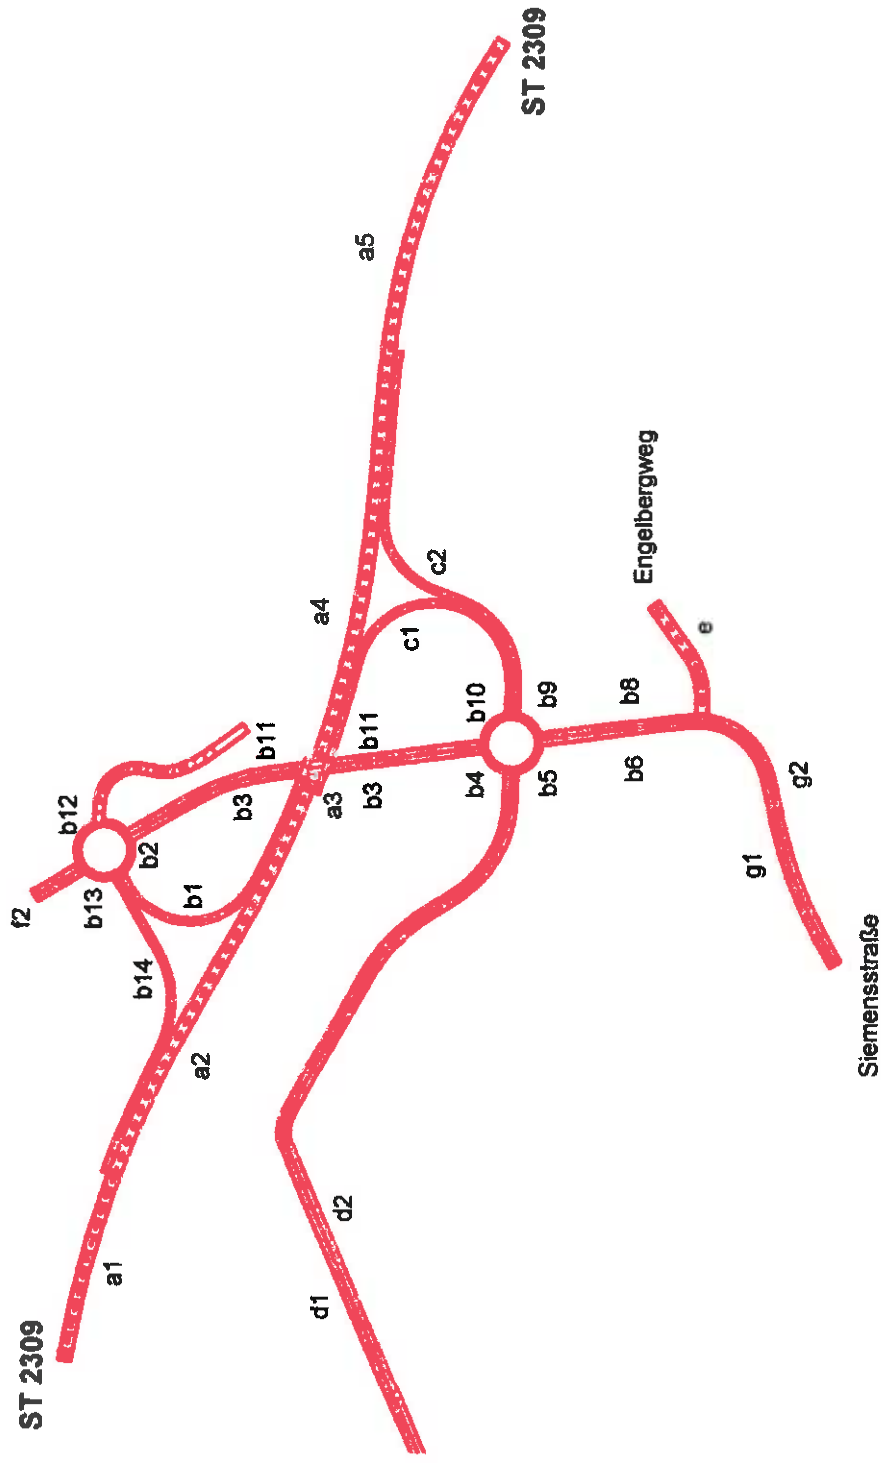 f2
ST 2309
b12
b13
a1
b14
b2
b1
a2
b3
b11
d1
a4
a3
d2
a5
b11
b3
c1
c2
b4
b10
ST 2309
b5
b9
b8
b6
Engelbergweg
e
g1
g2
Siemensstraße